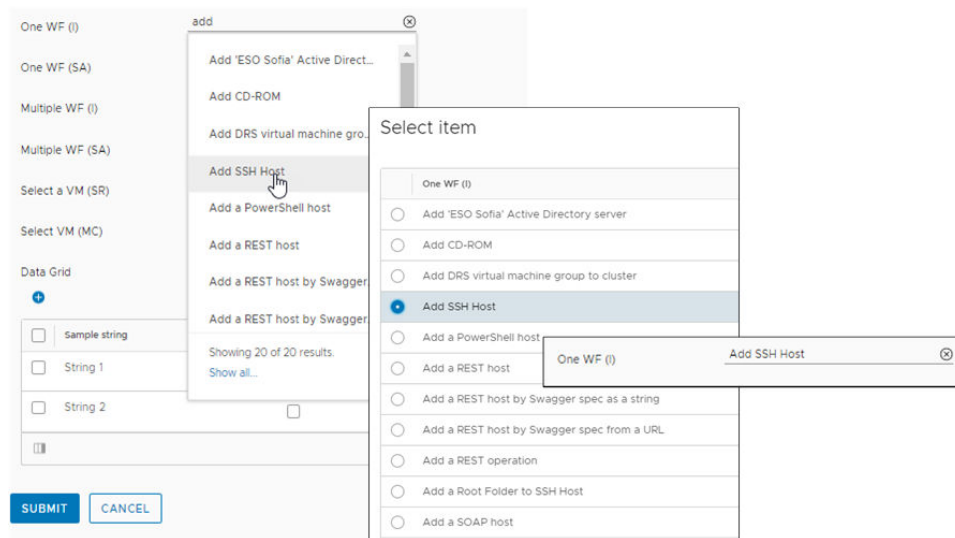 One WF (I)
add
One WF (SA)
Multiple WF (I)
Multiple WF (SA)
Select a VM (SR)
Select VM (MC)
Data Grid
Sample string
String 1
String 2
SUBMIT
CANCEL
Add 'ESO Sofia' Active Direct...
Add CD-ROM
Add DRS virtual machine gro..
Add SSH Host
Add a PowerShell host
Add a REST host
Add a REST host by Swagger
Add a REST host by Swagger.
Showing 20 of 20 results.
Show all...
Select item
One WF (I)
Add 'ESO Sofia' Active Directory server
Add CD-ROM
Add DRS virtual machine group to cluster
Add SSH Host
Add a PowerShell host
Add a REST host
Add a REST host by Swagger spec as a string
Add a REST host by Swagger spec from a URL
Add a REST operation
Add a Root Folder to SSH Host
Add a SOAP host
One WF (I)
Add SSH Host